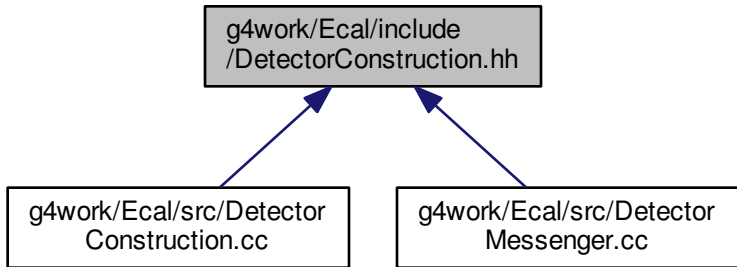 g4work/Ecal/include
/DetectorConstruction.hh
g4work/Ecal/src/Detector
Construction.cc
g4work/Ecal/src/Detector
Messenger.cc